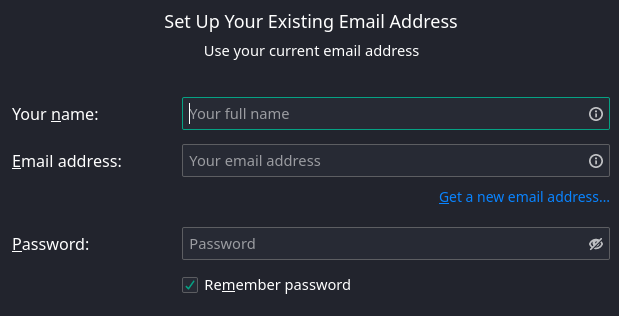 Set Up Your Existing Email Address
Use your current email address
Your name:
Your full name
Email address:
Your email address
Get a new email address...
Password:
Password
Remember password